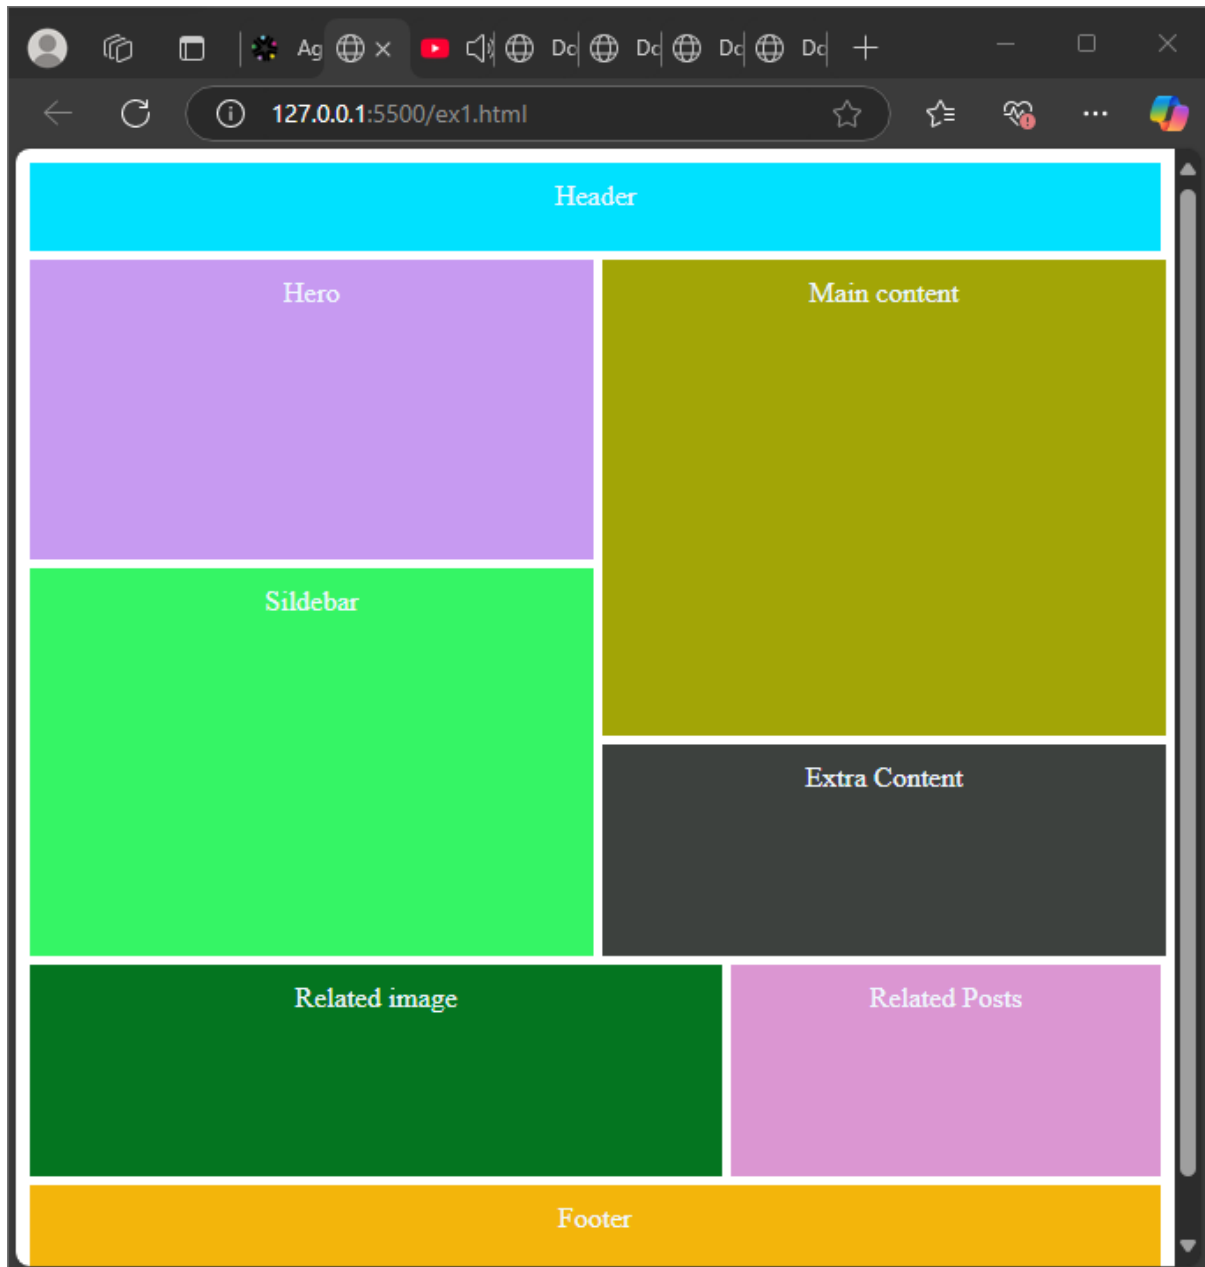 Ag
Dc
Dc
Dc
Dc
127.0.0.1:5500/ex1.html
Header
Hero
Main content
Sildebar
Extra Content
Related image
Related Posts
Footer